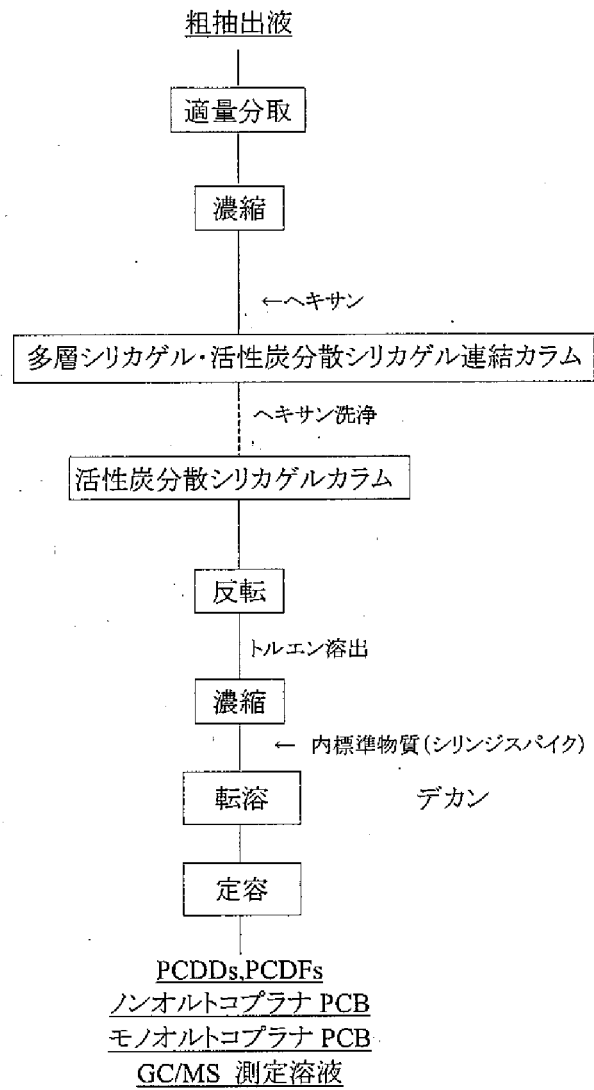 粗抽出液
適量分取
濃縮
←ヘキサン
多層シリカゲル・活性炭分散シリカゲル連結カラム
ヘキサン洗浄
活性炭分散シリカゲルカラム
反転
トルエン溶出
濃縮
← 内標準物質(シリンジスパイク)
転溶 デカン
定容
PCDDs,PCDFs
ノンオルトコプラナ PCB
モノオルトコプラナ PCB
GC/MS 測定溶液